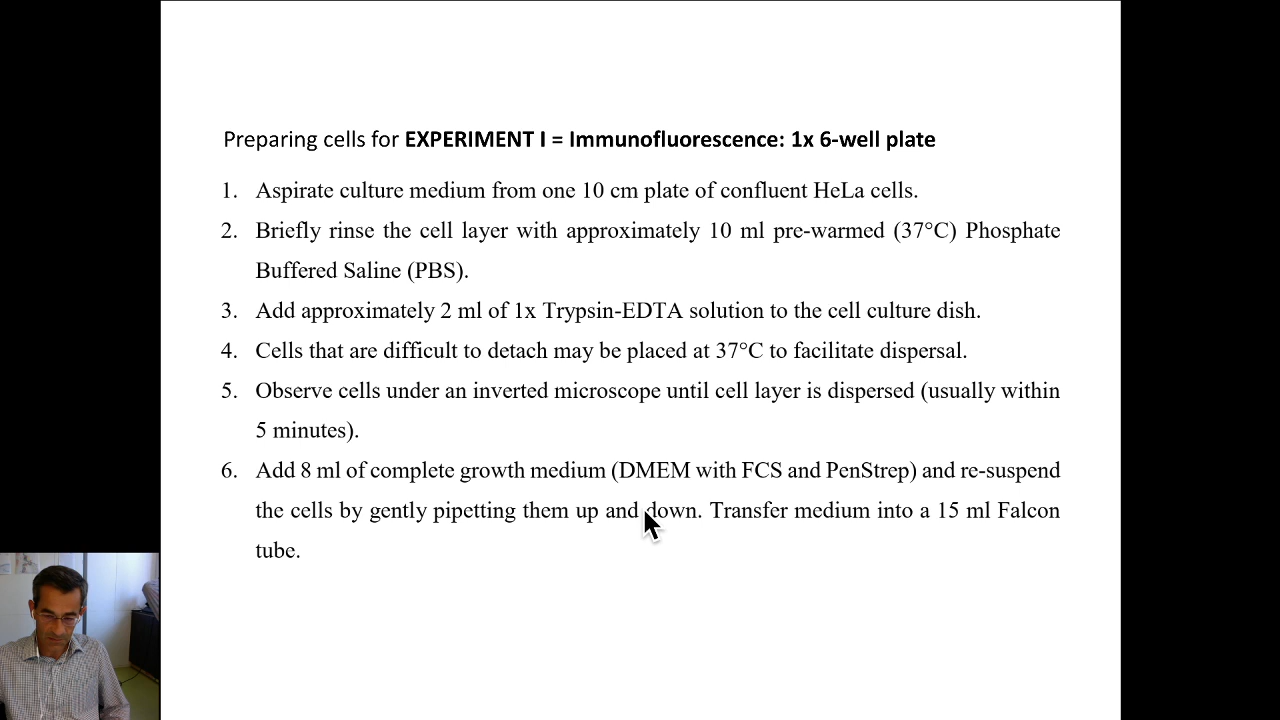 Preparing cells for EXPERIMENT I = Immunofluorescence: 1x 6-well plate
1. Aspirate culture medium from one 10 cm plate of confluent HeLa cells.
2. Briefly rinse the cell layer with approximately 10 ml pre-warmed (37°C) Phosphate
Buffered Saline (PBS).
3. Add approximately 2 ml of 1x Trypsin-EDTA solution to the cell culture dish.
4. Cells that are difficult to detach may be placed at 37°C to facilitate dispersal.
5. Observe cells under an inverted microscope until cell layer is dispersed (usually within
5 minutes).
6. Add 8 ml of complete growth medium (DMEM with FCS and PenStrep) and re-suspend
the cells by gently pipetting them up and down. Transfer medium into a 15 ml Falcon
tube.